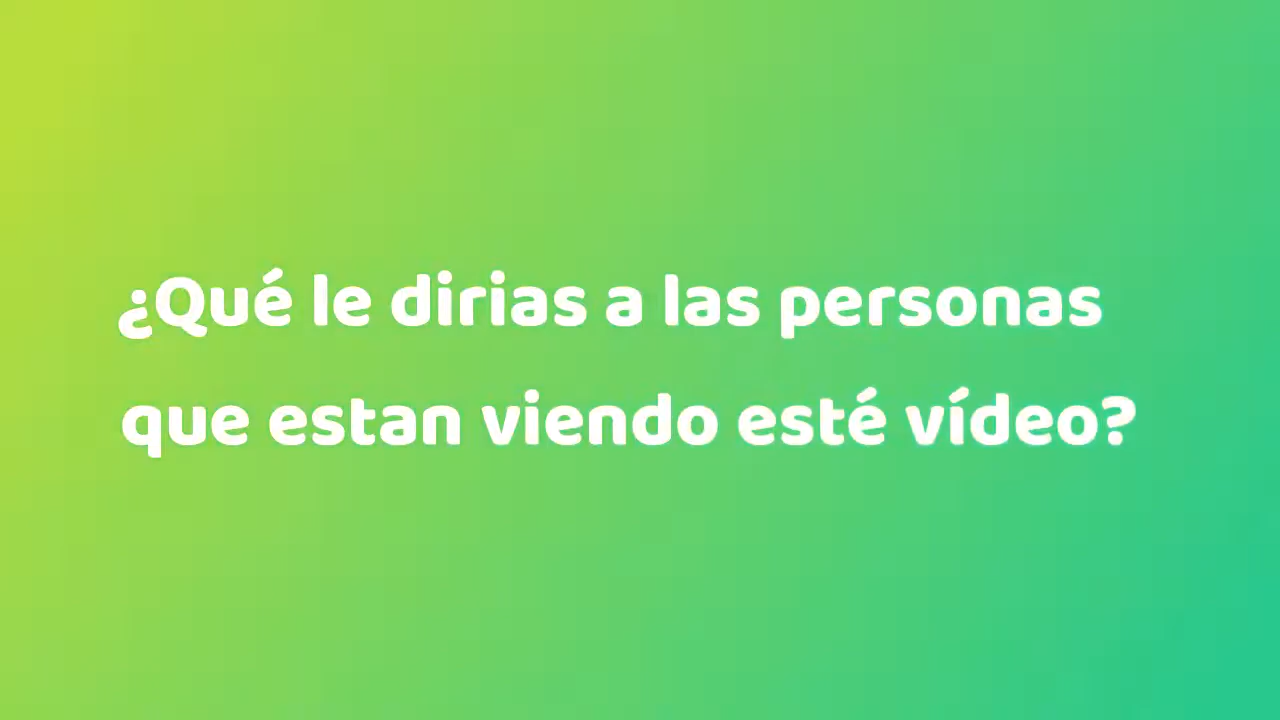 ¿Qué le dirias a las personas
que estan viendo esté vídeo?